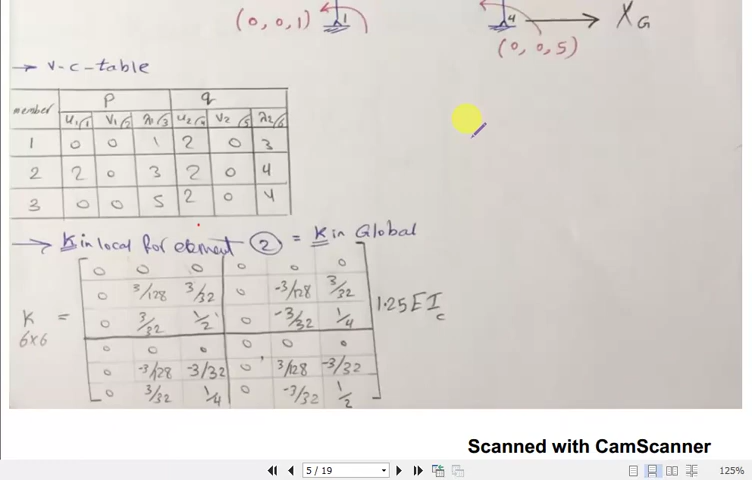 (0, 0, 1) 1 4 X G
(0, 0, 5)
→ v-c-table
member p q
u1/1 v1/2 λ1/3 u2/4 v2/5 λ2/6
1 0 0 1 2 0 3
2 2 0 3 2 0 4
3 0 0 5 2 0 4
→ K in local for element 2 = K in Global
0 0 0 0 0 0
0 3/128 3/32 0 -3/128 3/32
K 6x6 = 0 3/32 1/2 0 -3/32 1/4 1.25EIc
0 0 0 0 0 0
0 -3/128 -3/32 0 3/128 -3/32
0 3/32 1/4 0 -3/32 1/2
Scanned with CamScanner
5 / 19 125%